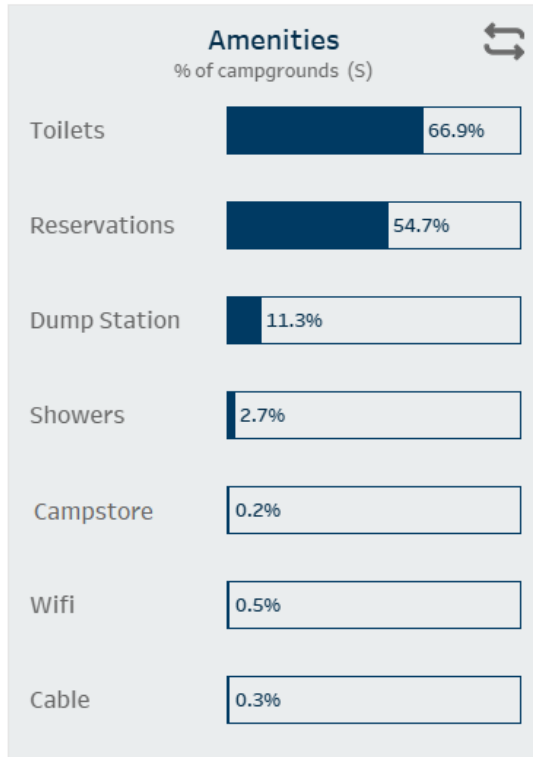 Amenities
% of campgrounds (S)
Toilets 66.9%
Reservations 54.7%
Dump Station 11.3%
Showers 2.7%
Campstore 0.2%
Wifi 0.5%
Cable 0.3%